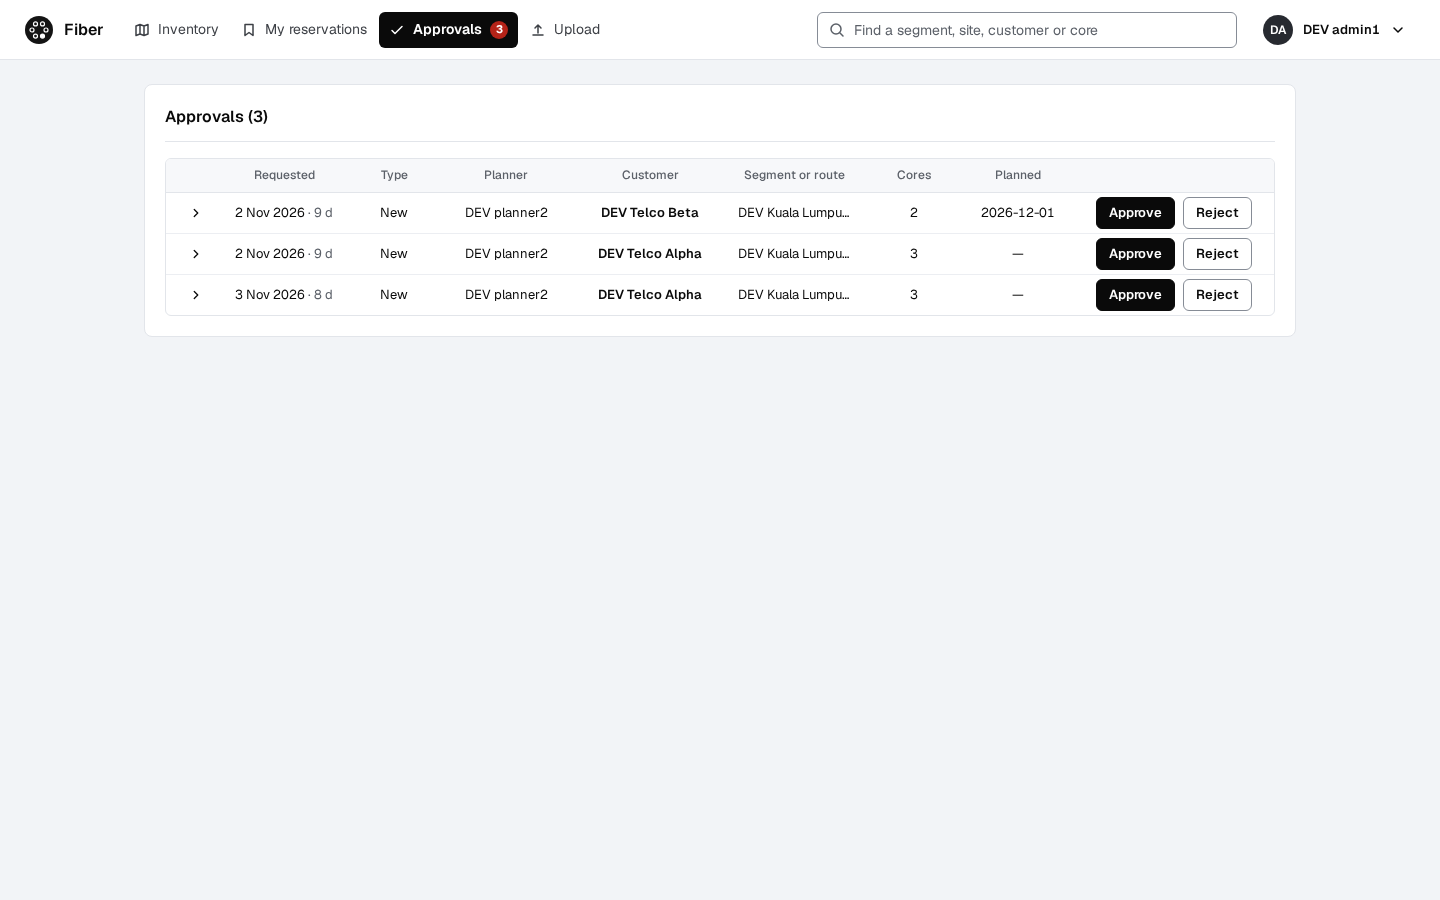 Fiber Inventory My reservations Approvals 3 Upload Find a segment, site, customer or core DA DEV admin1
Approvals (3)
Requested Type Planner Customer Segment or route Cores Planned
2 Nov 2026 · 9 d New DEV planner2 DEV Telco Beta DEV Kuala Lumpu… 2 2026-12-01 Approve Reject
2 Nov 2026 · 9 d New DEV planner2 DEV Telco Alpha DEV Kuala Lumpu… 3 — Approve Reject
3 Nov 2026 · 8 d New DEV planner2 DEV Telco Alpha DEV Kuala Lumpu… 3 — Approve Reject